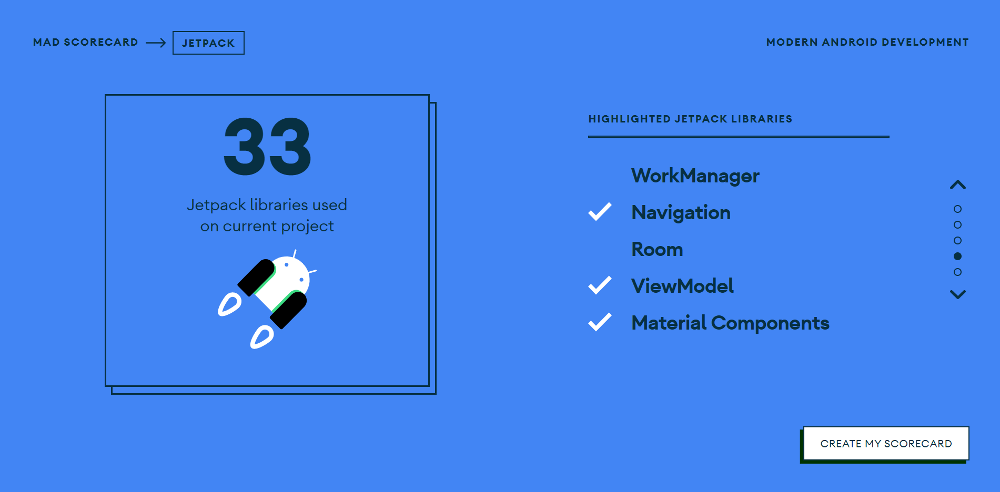 MAD SCORECARD
JETPACK
MODERN ANDROID DEVELOPMENT
33
Jetpack libraries used
on current project
HIGHLIGHTED JETPACK LIBRARIES
WorkManager
Navigation
Room
ViewModel
Material Components
CREATE MY SCORECARD